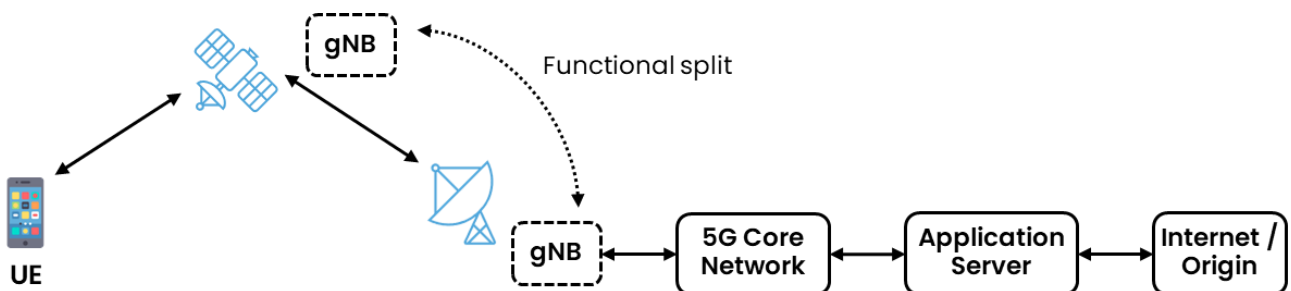 gNB
Functional split
UE
gNB
5G Core
Network
Application
Server
Internet /
Origin